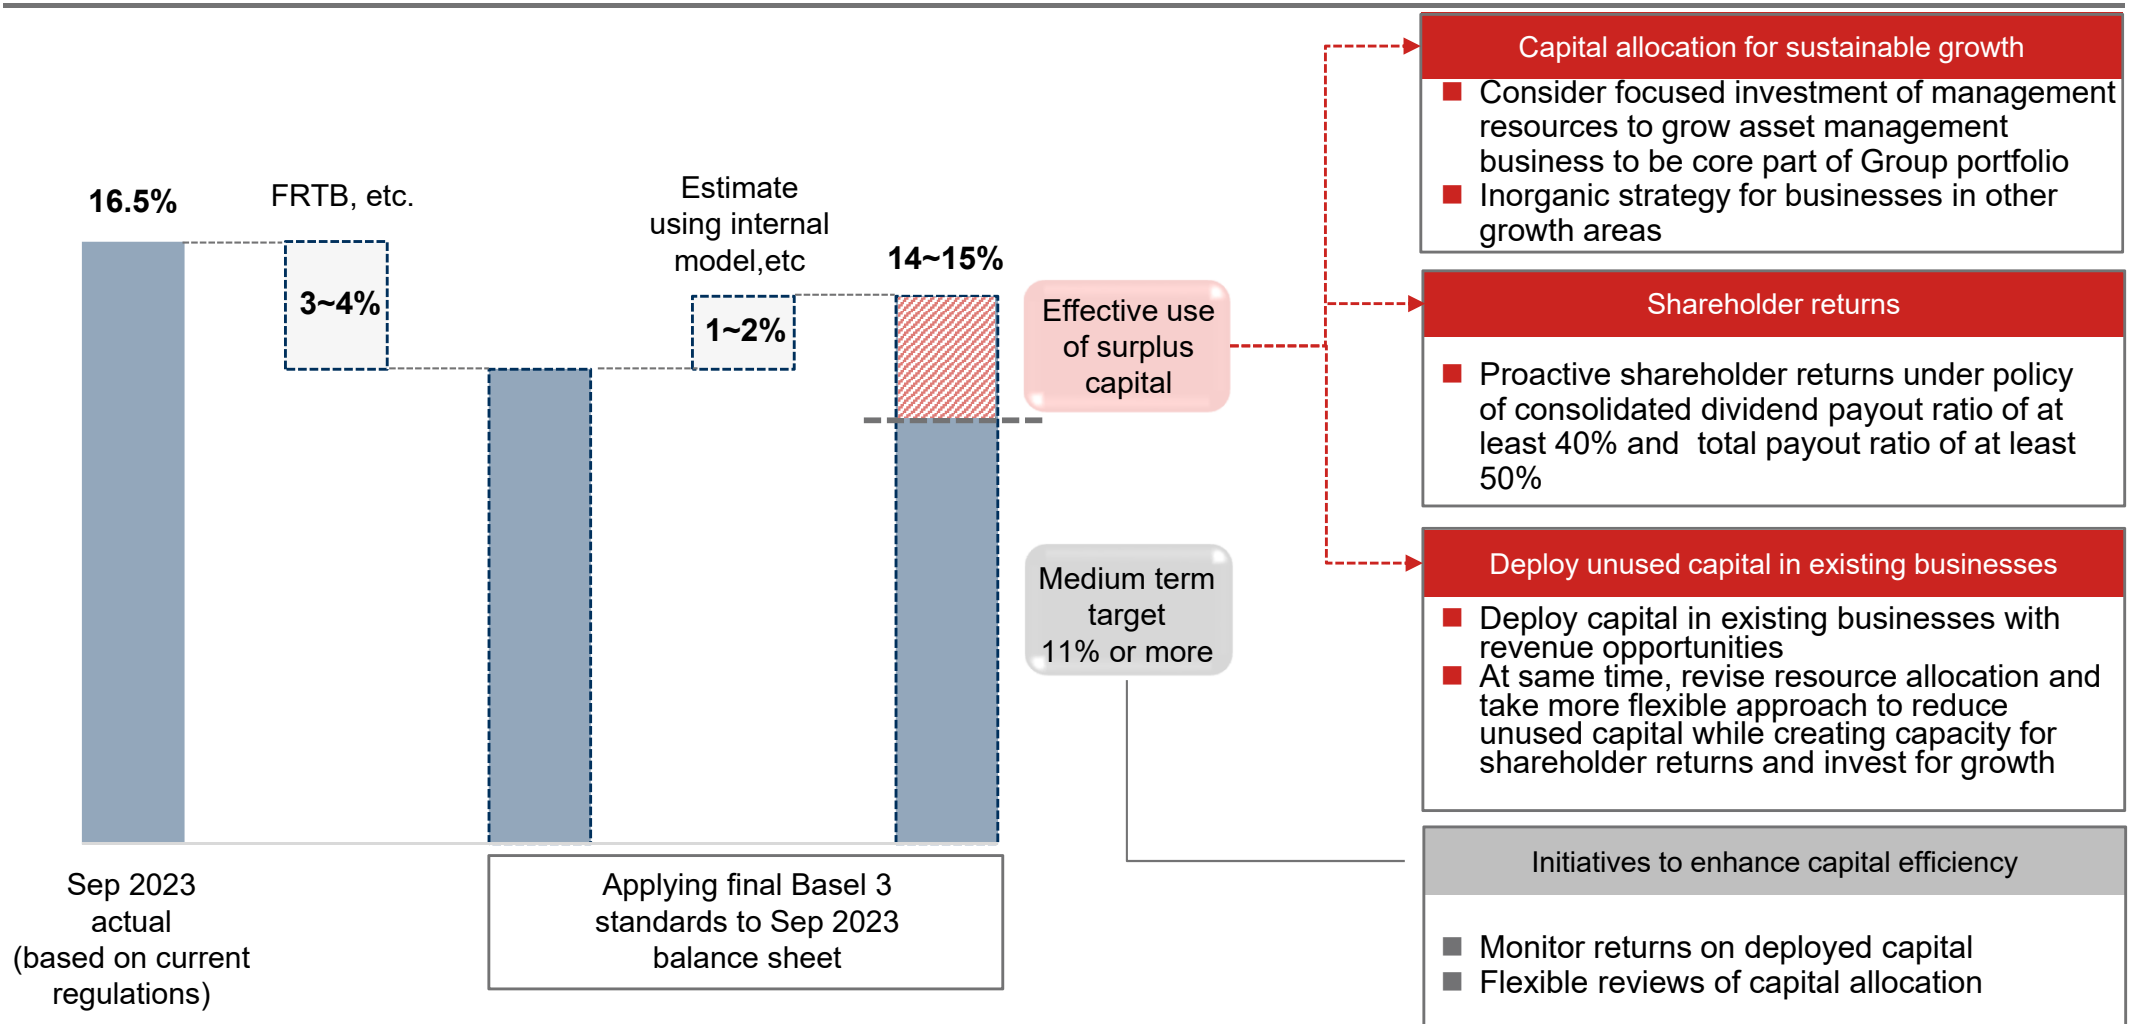 16.5%
FRTB, etc.
3~4%
Estimate
using internal
model,etc
1~2%
14~15%
Sep 2023
actual
(based on current
regulations)
Applying final Basel 3
standards to Sep 2023
balance sheet
Effective use
of surplus
capital
Medium term
target
11% or more
Capital allocation for sustainable growth
Consider focused investment of management
resources to grow asset management
business to be core part of Group portfolio
Inorganic strategy for businesses in other
growth areas
Shareholder returns
Proactive shareholder returns under policy
of consolidated dividend payout ratio of at
least 40% and  total payout ratio of at least
50%
Deploy unused capital in existing businesses
Deploy capital in existing businesses with
revenue opportunities
At same time, revise resource allocation and
take more flexible approach to reduce
unused capital while creating capacity for
shareholder returns and invest for growth
Initiatives to enhance capital efficiency
Monitor returns on deployed capital
Flexible reviews of capital allocation